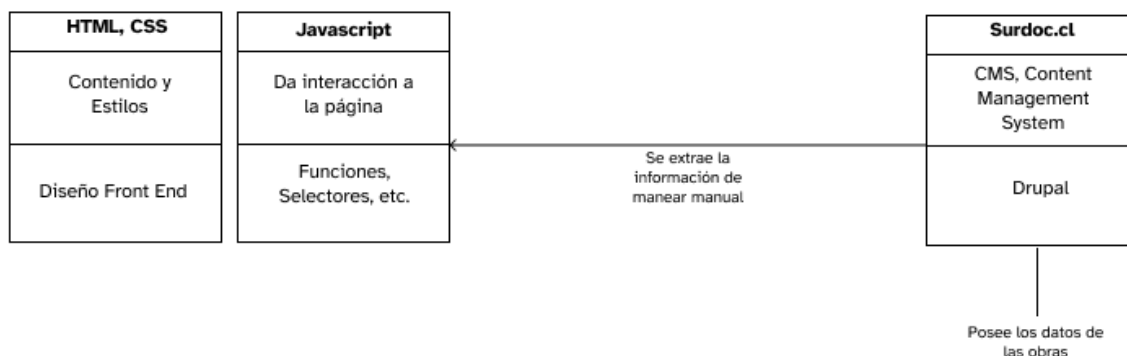 HTML, CSS
Contenido y
Estilos
Diseño Front End
Javascript
Da interacción a
la página
Funciones,
Selectores, etc.
Se extrae la
información de
manear manual
Surdoc.cl
CMS, Content
Management
System
Drupal
Posee los datos de
las obras